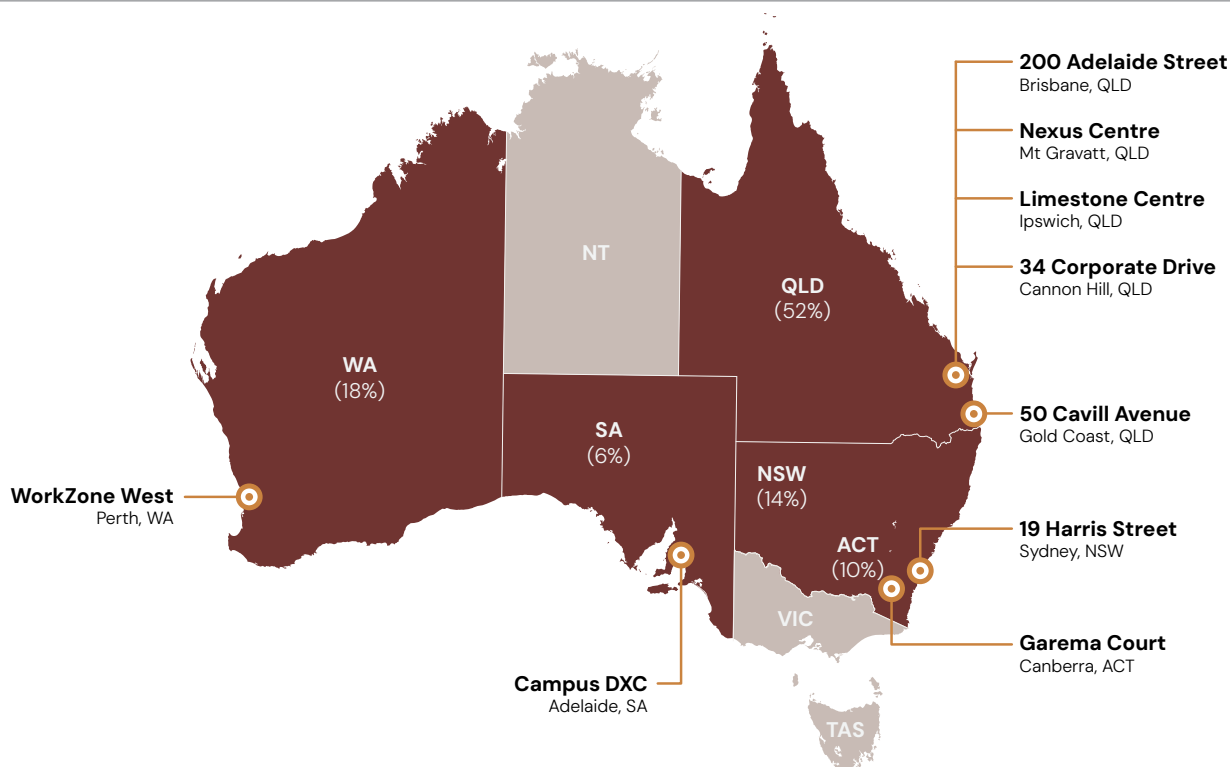 200 Adelaide Street
Brisbane, QLD
Nexus Centre
Mt Gravatt, QLD
Limestone Centre
Ipswich, QLD
34 Corporate Drive
Cannon Hill, QLD
NT
QLD
(52%)
WA
(18%)
SA
(6%)
50 Cavill Avenue
Gold Coast, QLD
NSW
(14%)
WorkZone West
Perth, WA
19 Harris Street
Sydney, NSW
ACT
(10%)
VIC
Garema Court
Canberra, ACT
Campus DXC
Adelaide, SA
TAS